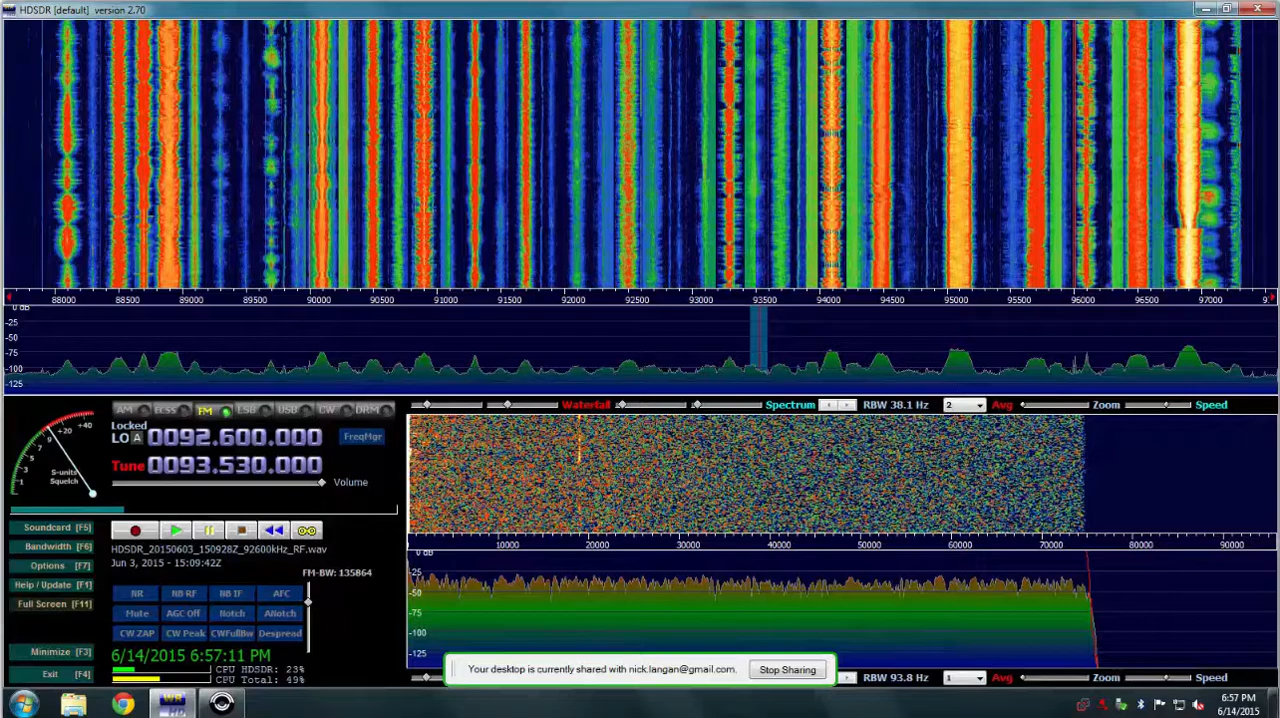 HDSDR [default] version 2.70
88000 88500 89000 89500 90000 90500 91000 91500 92000 92500 93000 93500 94000 94500 95000 95500 96000 96500 97000
0 dB
-25
-50
-75
-100
-125
AM ECSS FM LSB USB CW DRM
Waterfall Spectrum RBW 38.1 Hz 2 Avg Zoom Speed
+20 +40
9
7
5
3
1
S-units
Squelch
Locked
LO A 0092.600.000 FreqMgr
Tune 0093.530.000
Volume
Soundcard [F5]
Bandwidth [F6]
Options [F7]
Help / Update [F1]
Full Screen [F11]
Minimize [F3]
Exit [F4]
HDSDR_20150603_150928Z_92600kHz_RF.wav
Jun 3, 2015 - 15:09:42Z
FM-BW: 135864
NR NB RF NB IF AFC
Mute AGC Off Notch ANotch
CW ZAP CW Peak CWFullBw Despread
6/14/2015 6:57:11 PM
CPU HDSDR: 23%
CPU Total: 49%
10000 20000 30000 40000 50000 60000 70000 80000 90000
0 dB
-25
-50
-75
-100
Your desktop is currently shared with nick.langan@gmail.com. Stop Sharing
RBW 93.8 Hz 1 Avg Zoom Speed
WR
HD
6:57 PM
6/14/2015